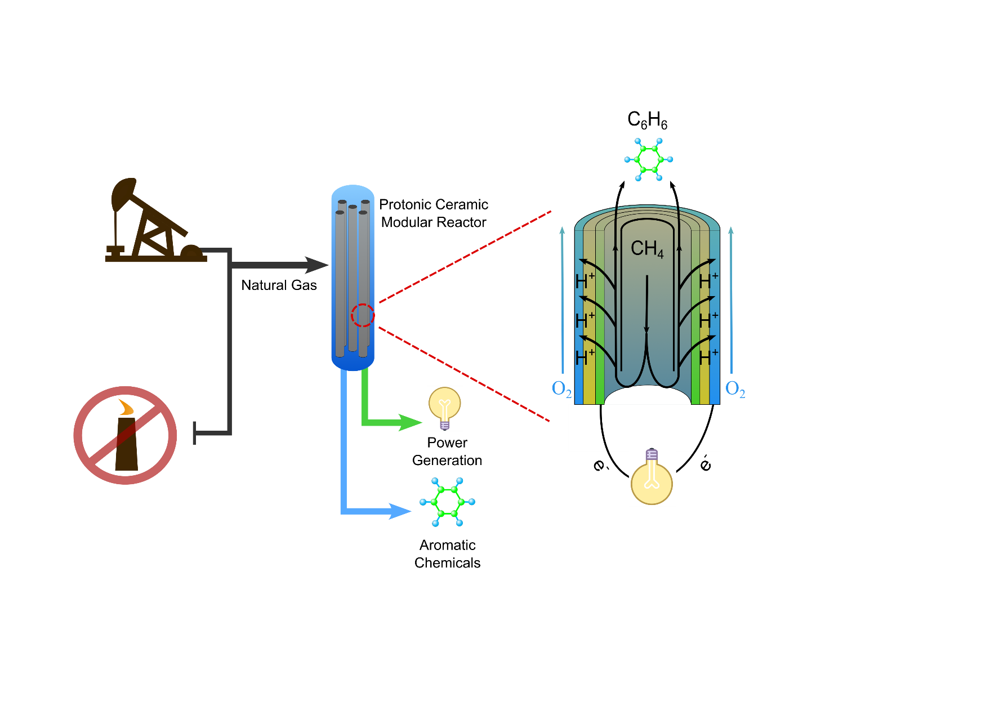 C₆H₆
Protonic Ceramic
Modular Reactor
CH₄
Natural Gas
H⁺ H⁺
H⁺ H⁺
H⁺ H⁺
O₂ O₂
Power
Generation
e⁻ e⁻
Aromatic
Chemicals